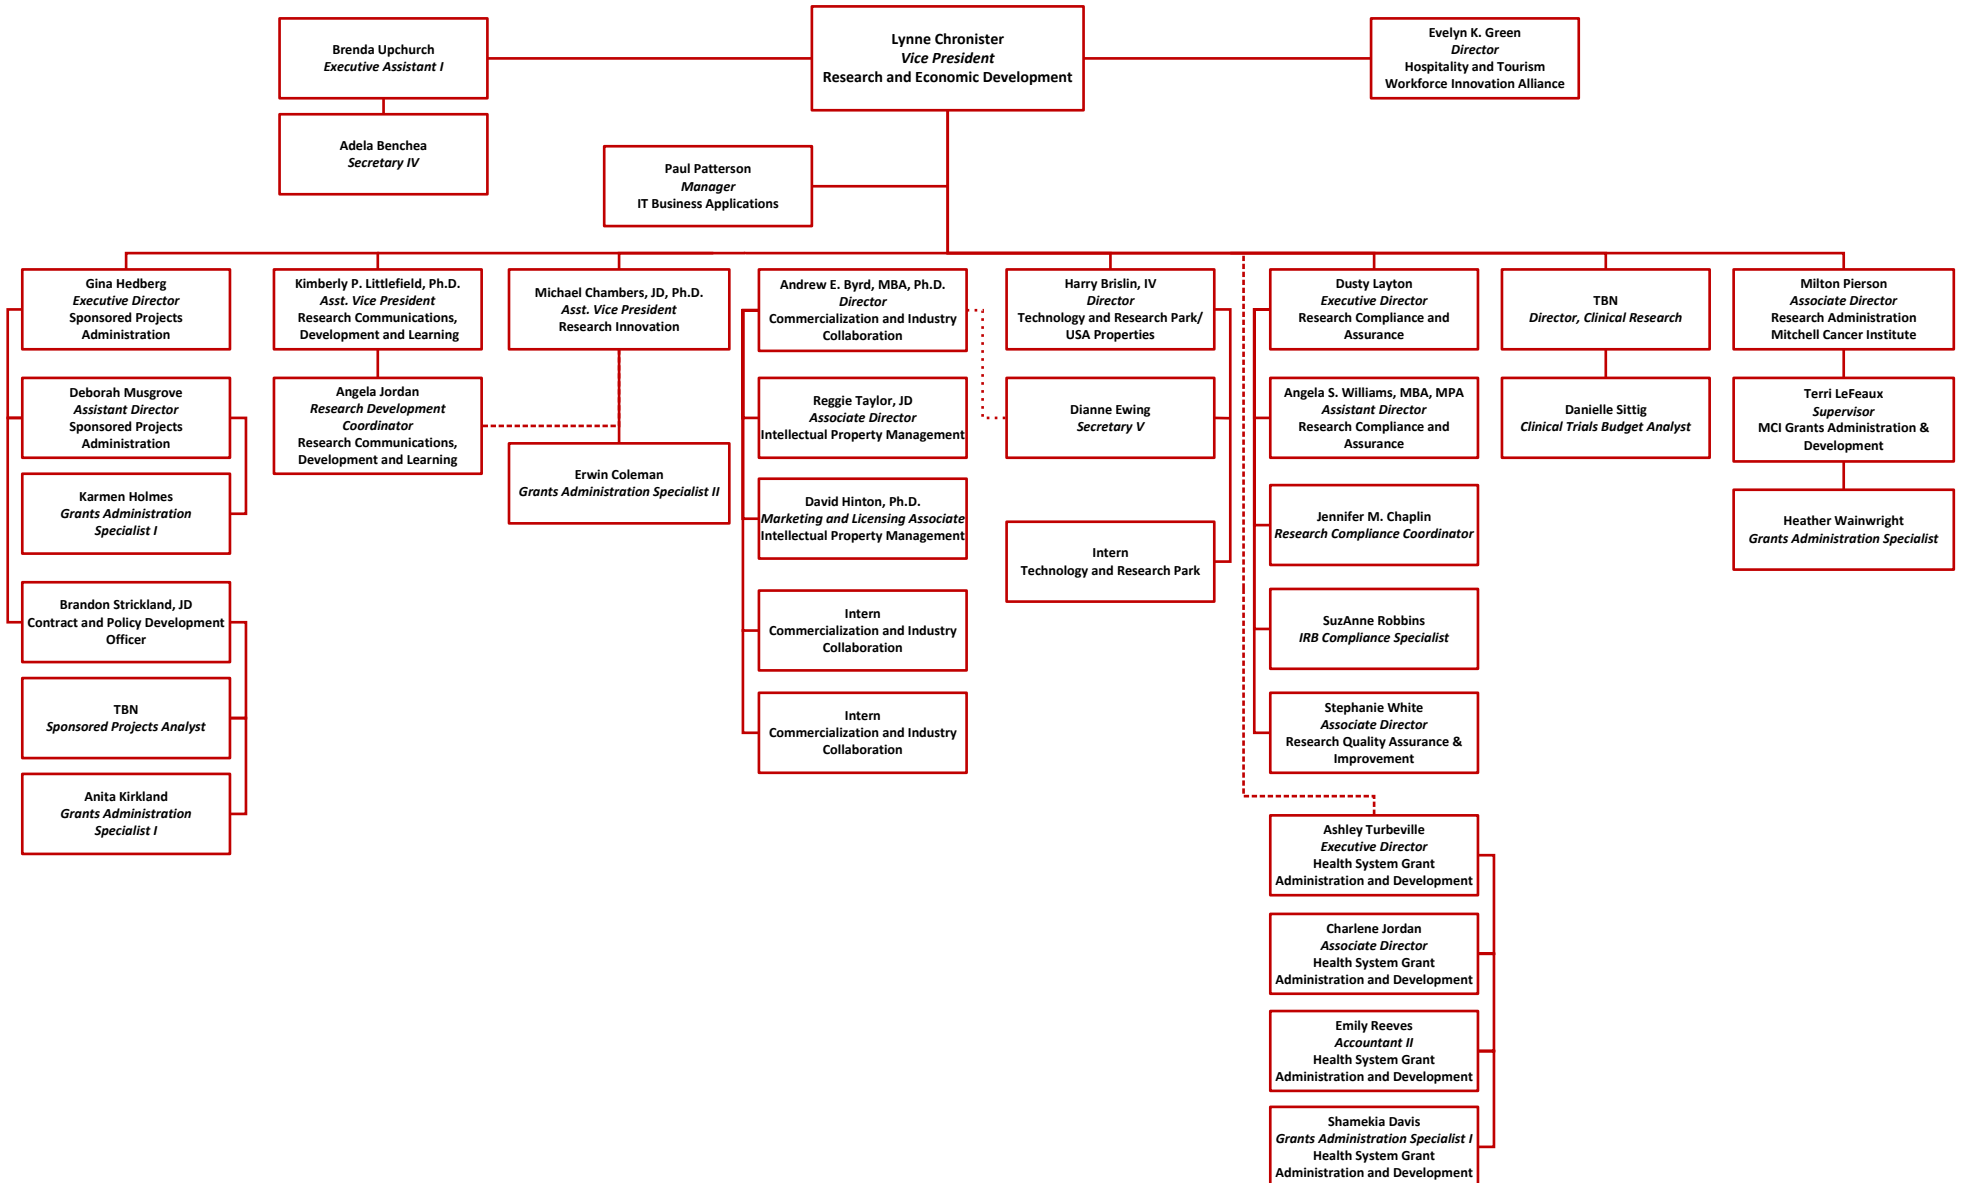 Brenda Upchurch
Executive Assistant I
Lynne Chronister
Vice President
Research and Economic Development
Evelyn K. Green
Director
Hospitality and Tourism
Workforce Innovation Alliance
Adela Benchea
Secretary IV
Paul Patterson
Manager
IT Business Applications
Gina Hedberg
Executive Director
Sponsored Projects
Administration
Kimberly P. Littlefield, Ph.D.
Asst. Vice President
Research Communications,
Development and Learning
Michael Chambers, JD, Ph.D.
Asst. Vice President
Research Innovation
Andrew E. Byrd, MBA, Ph.D.
Director
Commercialization and Industry
Collaboration
Harry Brislin, IV
Director
Technology and Research Park/
USA Properties
Dusty Layton
Executive Director
Research Compliance and
Assurance
TBN
Director, Clinical Research
Milton Pierson
Associate Director
Research Administration
Mitchell Cancer Institute
Deborah Musgrove
Assistant Director
Sponsored Projects
Administration
Angela Jordan
Research Development
Coordinator
Research Communications,
Development and Learning
Erwin Coleman
Grants Administration Specialist II
Reggie Taylor, JD
Associate Director
Intellectual Property Management
Dianne Ewing
Secretary V
Angela S. Williams, MBA, MPA
Assistant Director
Research Compliance and
Assurance
Danielle Sittig
Clinical Trials Budget Analyst
Terri LeFeaux
Supervisor
MCI Grants Administration &
Development
Karmen Holmes
Grants Administration
Specialist I
David Hinton, Ph.D.
Marketing and Licensing Associate
Intellectual Property Management
Intern
Technology and Research Park
Jennifer M. Chaplin
Research Compliance Coordinator
Heather Wainwright
Grants Administration Specialist
Brandon Strickland, JD
Contract and Policy Development
Officer
Intern
Commercialization and Industry
Collaboration
SuzAnne Robbins
IRB Compliance Specialist
TBN
Sponsored Projects Analyst
Intern
Commercialization and Industry
Collaboration
Stephanie White
Associate Director
Research Quality Assurance &
Improvement
Anita Kirkland
Grants Administration
Specialist I
Ashley Turbeville
Executive Director
Health System Grant
Administration and Development
Charlene Jordan
Associate Director
Health System Grant
Administration and Development
Emily Reeves
Accountant II
Health System Grant
Administration and Development
Shamekia Davis
Grants Administration Specialist I
Health System Grant
Administration and Development